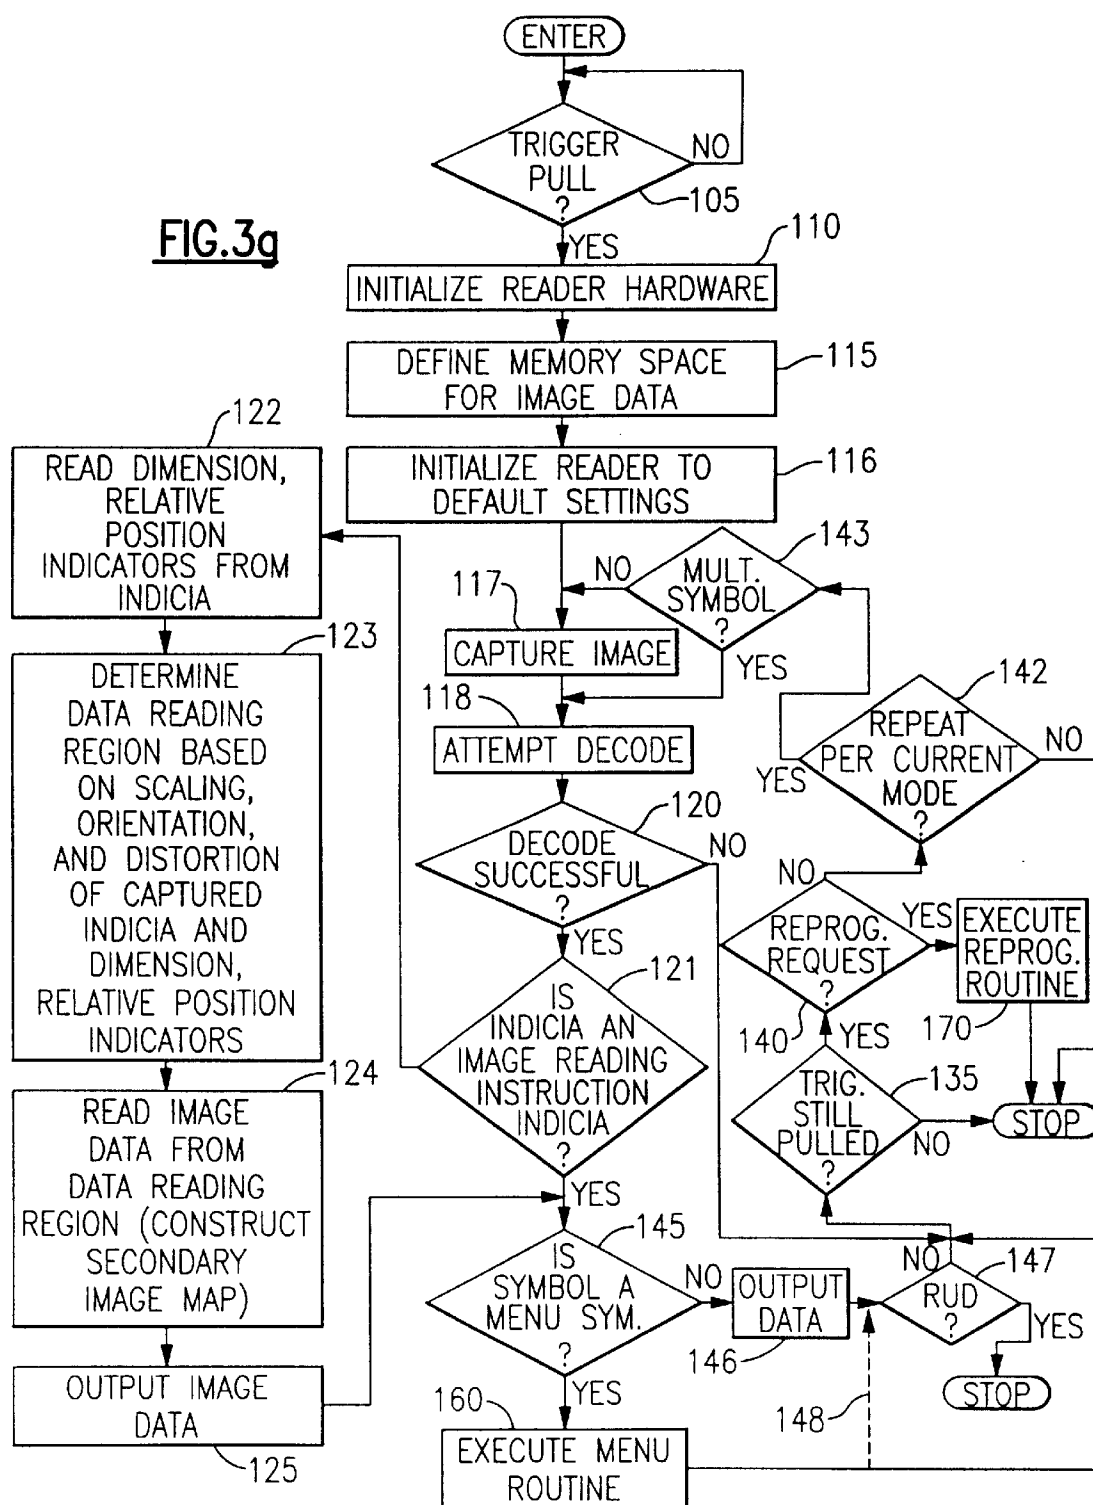 ENTER
TRIGGER
PULL
?
NO
105
FIG.3g
YES
110
INITIALIZE READER HARDWARE
DEFINE MEMORY SPACE
FOR IMAGE DATA
115
122
READ DIMENSION,
RELATIVE
POSITION
INDICATORS FROM
INDICIA
INITIALIZE READER TO
DEFAULT SETTINGS
116
143
NO
MULT.
SYMBOL
?
YES
117
CAPTURE IMAGE
123
DETERMINE
DATA READING
REGION BASED
ON SCALING,
ORIENTATION,
AND DISTORTION
OF CAPTURED
INDICIA AND
DIMENSION,
RELATIVE POSITION
INDICATORS
118
ATTEMPT DECODE
142
REPEAT
PER CURRENT
MODE
?
YES
NO
120
DECODE
SUCCESSFUL
?
NO
YES
NO
REPROG.
REQUEST
?
YES
140
EXECUTE
REPROG.
ROUTINE
170
121
IS
INDICIA AN
IMAGE READING
INSTRUCTION
INDICIA
?
YES
YES
135
TRIG.
STILL
PULLED
?
NO
STOP
124
READ IMAGE
DATA FROM
DATA READING
REGION (CONSTRUCT
SECONDARY
IMAGE MAP)
145
IS
SYMBOL A
MENU SYM.
?
NO
YES
OUTPUT
DATA
146
NO
147
RUD
?
YES
STOP
OUTPUT IMAGE
DATA
125
148
160
EXECUTE MENU
ROUTINE